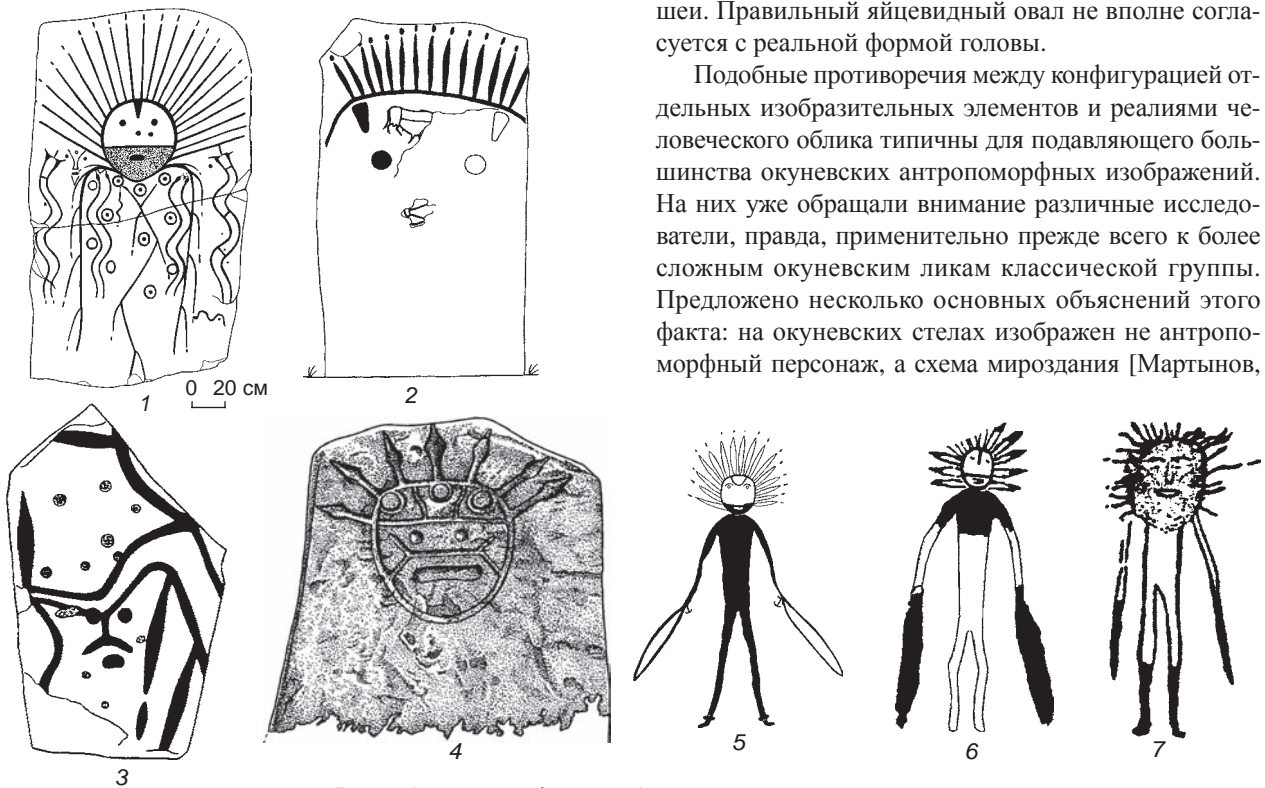 шеи. Правильный яйцевидный овал не вполне согла-
суется с реальной формой головы.
Подобные противоречия между конфигурацией от-
дельных изобразительных элементов и реалиями че-
ловеческого облика типичны для подавляющего боль-
шинства окуневских антропоморфных изображений.
На них уже обращали внимание различные исследо-
ватели, правда, применительно прежде всего к более
сложным окуневским ликам классической группы.
Предложено несколько основных объяснений этого
факта: на окуневских стелах изображен не антропо-
морфный персонаж, а схема мироздания [Мартынов,
1
0 20 см
2
3
4
5
6
7